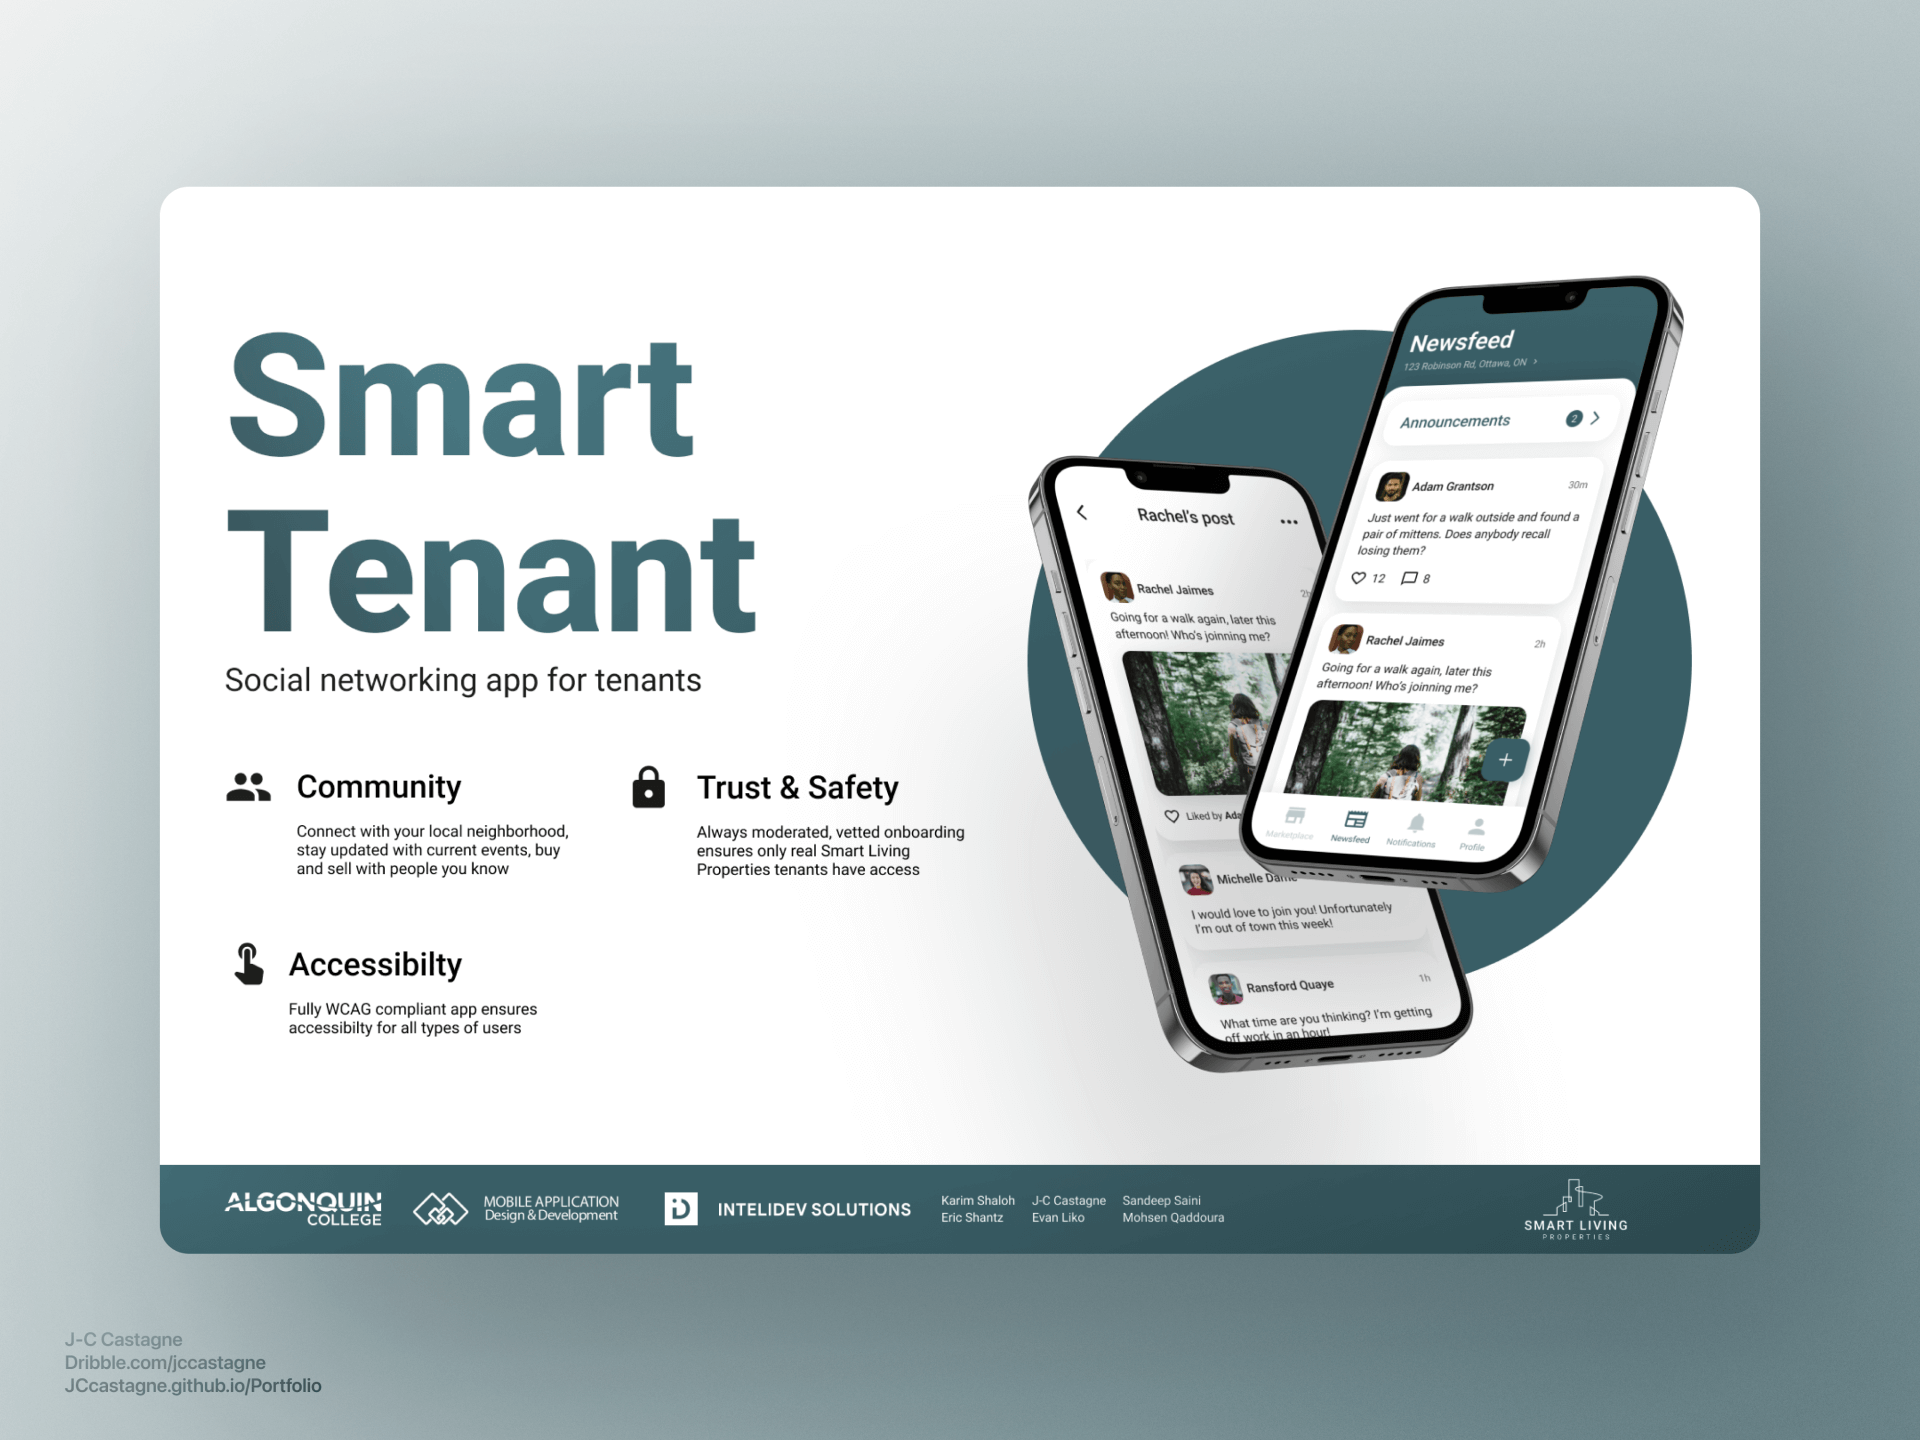 Smart
Tenant
Social networking app for tenants
Community
Connect with your local neighborhood,
stay updated with current events, buy
and sell with people you know
Trust & Safety
Always moderated, vetted onboarding
ensures only real Smart Living
Properties tenants have access
Accessibilty
Fully WCAG compliant app ensures
accessibilty for all types of users
Rachel's post
Rachel Jaimes
2h
Going for a walk again, later this
afternoon! Who's joinning me?
Liked by
Michelle
I would love to join you! Unfortunately
I'm out of town this week!
Ransford Quaye
1h
What time are you thinking? I'm getting
off work in an hour!
Newsfeed
123 Robinson Rd, Ottawa, ON
Announcements
2
Adam Grantson
30m
Just went for a walk outside and found a
pair of mittens. Does anybody recall
losing them?
12
8
Rachel Jaimes
2h
Going for a walk again, later this
afternoon! Who's joinning me?
Marketplace
Newsfeed
Notifications
Profile
ALGONQUIN
COLLEGE
MOBILE APPLICATION
Design & Development
iD
INTELIDEV SOLUTIONS
Karim Shaloh
Eric Shantz
J-C Castagne
Evan Liko
Sandeep Saini
Mohsen Qaddoura
SMART LIVING
PROPERTIES
J-C Castagne
Dribble.com/jccastagne
JCcastagne.github.io/Portfolio